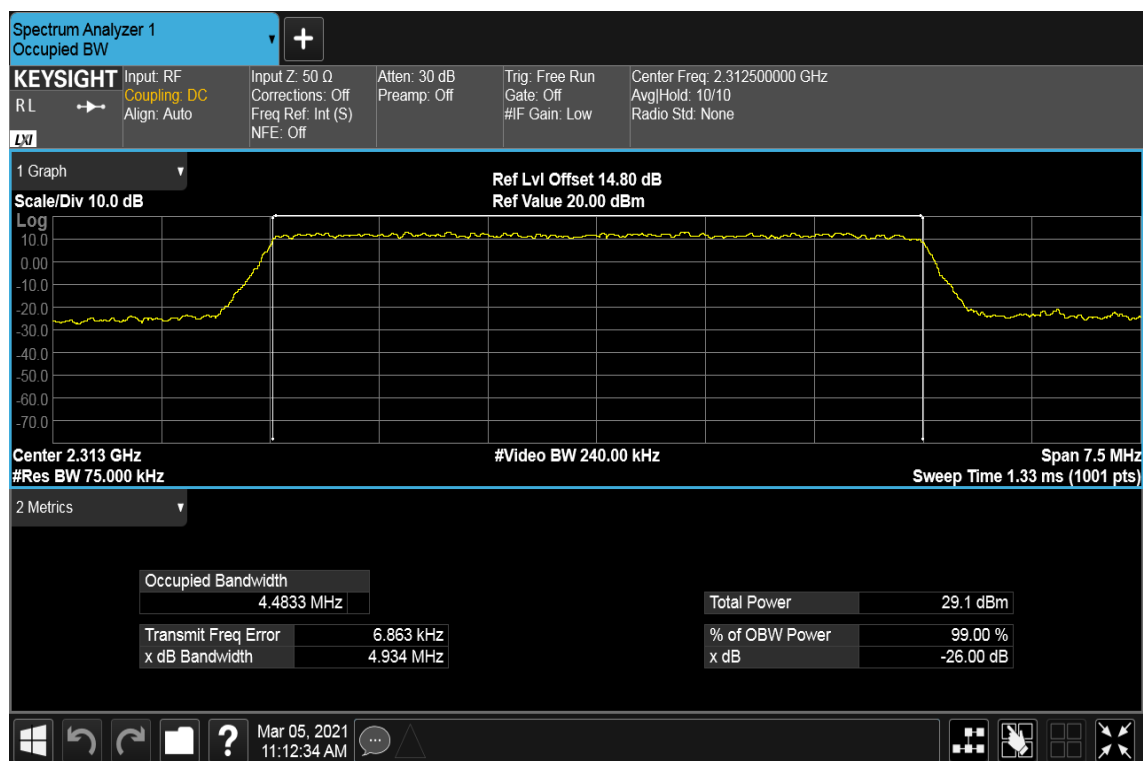 Spectrum Analyzer 1
Occupied BW
+
KEYSIGHT
R L
LXI
Input: RF
Coupling: DC
Align: Auto
Input Z: 50 Ω
Corrections: Off
Freq Ref: Int (S)
NFE: Off
Atten: 30 dB
Preamp: Off
Trig: Free Run
Gate: Off
#IF Gain: Low
Center Freq: 2.312500000 GHz
Avg|Hold: 10/10
Radio Std: None
1 Graph
Scale/Div 10.0 dB
Ref Lvl Offset 14.80 dB
Ref Value 20.00 dBm
Log
10.0
0.00
-10.0
-20.0
-30.0
-40.0
-50.0
-60.0
-70.0
Center 2.313 GHz
#Video BW 240.00 kHz
Span 7.5 MHz
#Res BW 75.000 kHz
Sweep Time 1.33 ms (1001 pts)
2 Metrics
Occupied Bandwidth
4.4833 MHz
Transmit Freq Error 6.863 kHz
x dB Bandwidth 4.934 MHz
Total Power 29.1 dBm
% of OBW Power 99.00 %
x dB -26.00 dB
?
Mar 05, 2021
11:12:34 AM